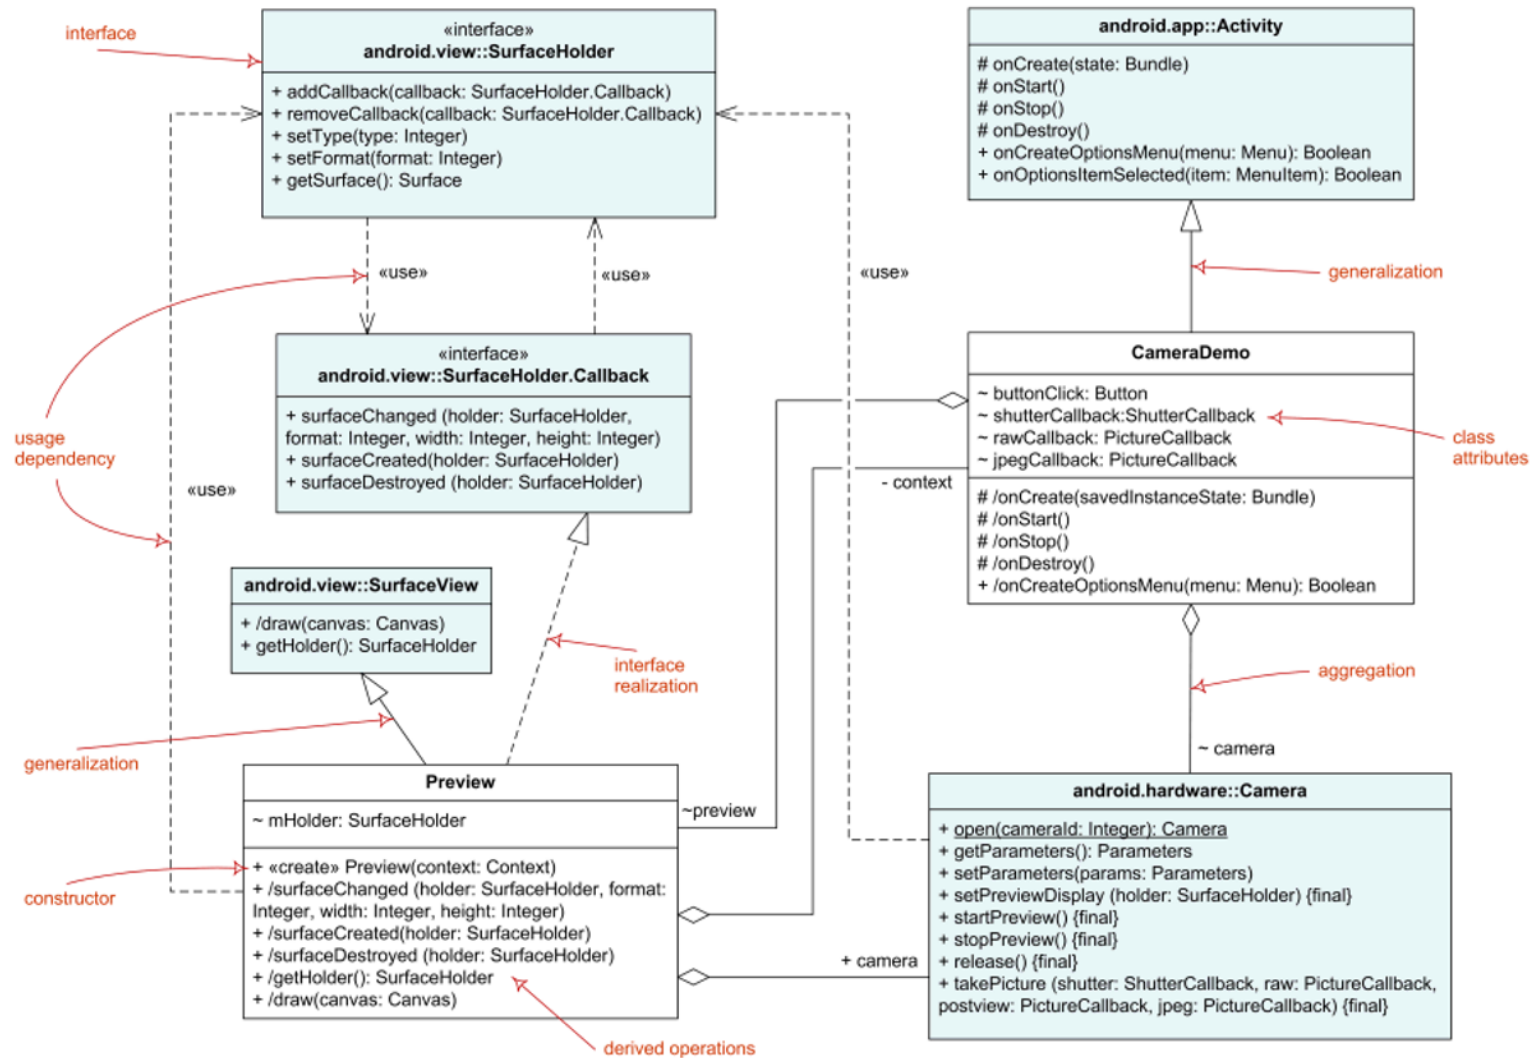 interface
«interface»
android.view::SurfaceHolder
+ addCallback(callback: SurfaceHolder.Callback)
+ removeCallback(callback: SurfaceHolder.Callback)
+ setType(type: Integer)
+ setFormat(format: Integer)
+ getSurface(): Surface
android.app::Activity
# onCreate(state: Bundle)
# onStart()
# onStop()
# onDestroy()
+ onCreateOptionsMenu(menu: Menu): Boolean
+ onOptionsItemSelected(item: MenuItem): Boolean
«use»
«use»
«use»
generalization
«interface»
android.view::SurfaceHolder.Callback
+ surfaceChanged (holder: SurfaceHolder,
format: Integer, width: Integer, height: Integer)
+ surfaceCreated(holder: SurfaceHolder)
+ surfaceDestroyed (holder: SurfaceHolder)
CameraDemo
~ buttonClick: Button
~ shutterCallback:ShutterCallback
~ rawCallback: PictureCallback
~ jpegCallback: PictureCallback
# /onCreate(savedInstanceState: Bundle)
# /onStart()
# /onStop()
# /onDestroy()
+ /onCreateOptionsMenu(menu: Menu): Boolean
class
attributes
usage
dependency
«use»
- context
android.view::SurfaceView
+ /draw(canvas: Canvas)
+ getHolder(): SurfaceHolder
interface
realization
aggregation
generalization
~ camera
Preview
~ mHolder: SurfaceHolder
+ «create» Preview(context: Context)
+ /surfaceChanged (holder: SurfaceHolder, format:
Integer, width: Integer, height: Integer)
+ /surfaceCreated(holder: SurfaceHolder)
+ /surfaceDestroyed (holder: SurfaceHolder)
+ /getHolder(): SurfaceHolder
+ /draw(canvas: Canvas)
~preview
constructor
+ camera
android.hardware::Camera
+ open(cameraId: Integer): Camera
+ getParameters(): Parameters
+ setParameters(params: Parameters)
+ setPreviewDisplay (holder: SurfaceHolder) {final}
+ startPreview() {final}
+ stopPreview() {final}
+ release() {final}
+ takePicture (shutter: ShutterCallback, raw: PictureCallback,
postview: PictureCallback, jpeg: PictureCallback) {final}
derived operations